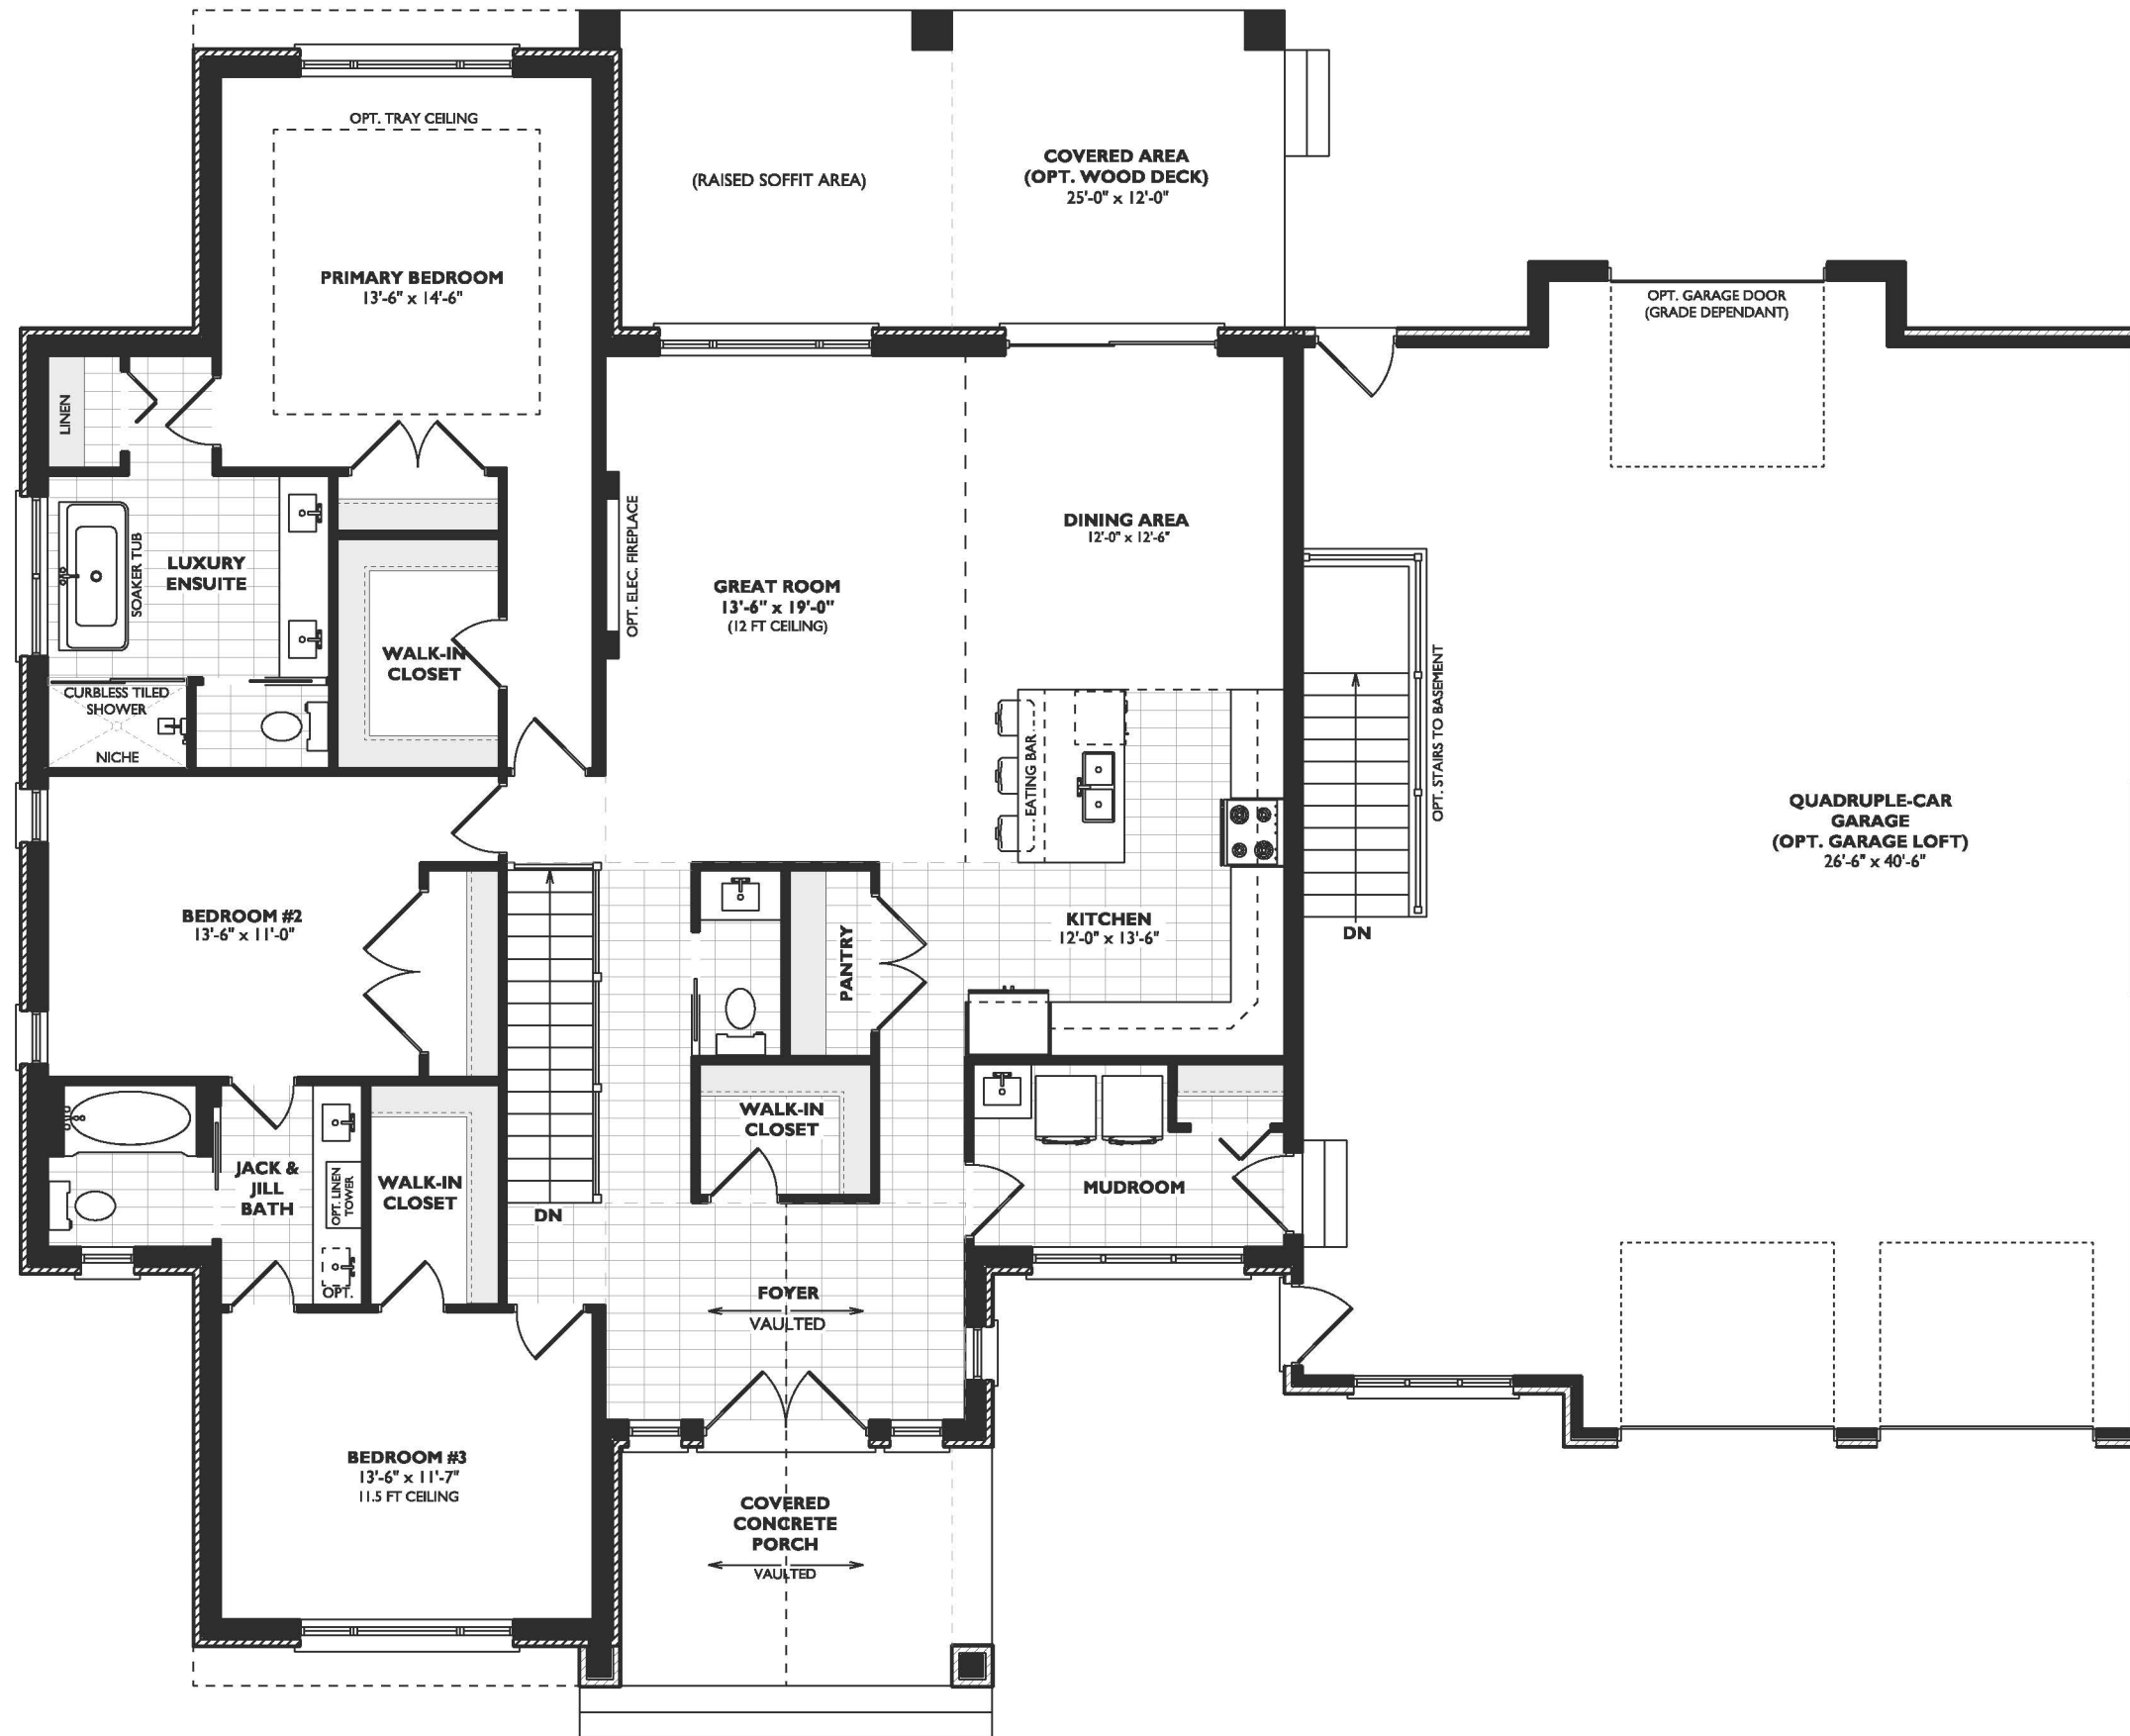 OPT. TRAY CEILING
PRIMARY BEDROOM
13'-6" x 14'-6"
(RAISED SOFFIT AREA)
COVERED AREA
(OPT. WOOD DECK)
25'-0" x 12'-0"
OPT. GARAGE DOOR
(GRADE DEPENDANT)
LINEN
LUXURY
ENSUITE
SOAKER TUB
CURBLESS TILED
SHOWER
NICHE
WALK-IN
CLOSET
OPT. ELEC. FIREPLACE
GREAT ROOM
13'-6" x 19'-0"
(12 FT CEILING)
DINING AREA
12'-0" x 12'-6"
EATING BAR
OPT. STAIRS TO BASEMENT
DN
QUADRUPLE-CAR
GARAGE
(OPT. GARAGE LOFT)
26'-6" x 40'-6"
BEDROOM #2
13'-6" x 11'-0"
PANTRY
KITCHEN
12'-0" x 13'-6"
JACK &
JILL
BATH
OPT. LINEN
TOWER
OPT.
WALK-IN
CLOSET
DN
WALK-IN
CLOSET
MUDROOM
FOYER
VAULTED
BEDROOM #3
13'-6" x 11'-7"
11.5 FT CEILING
COVERED
CONCRETE
PORCH
VAULTED